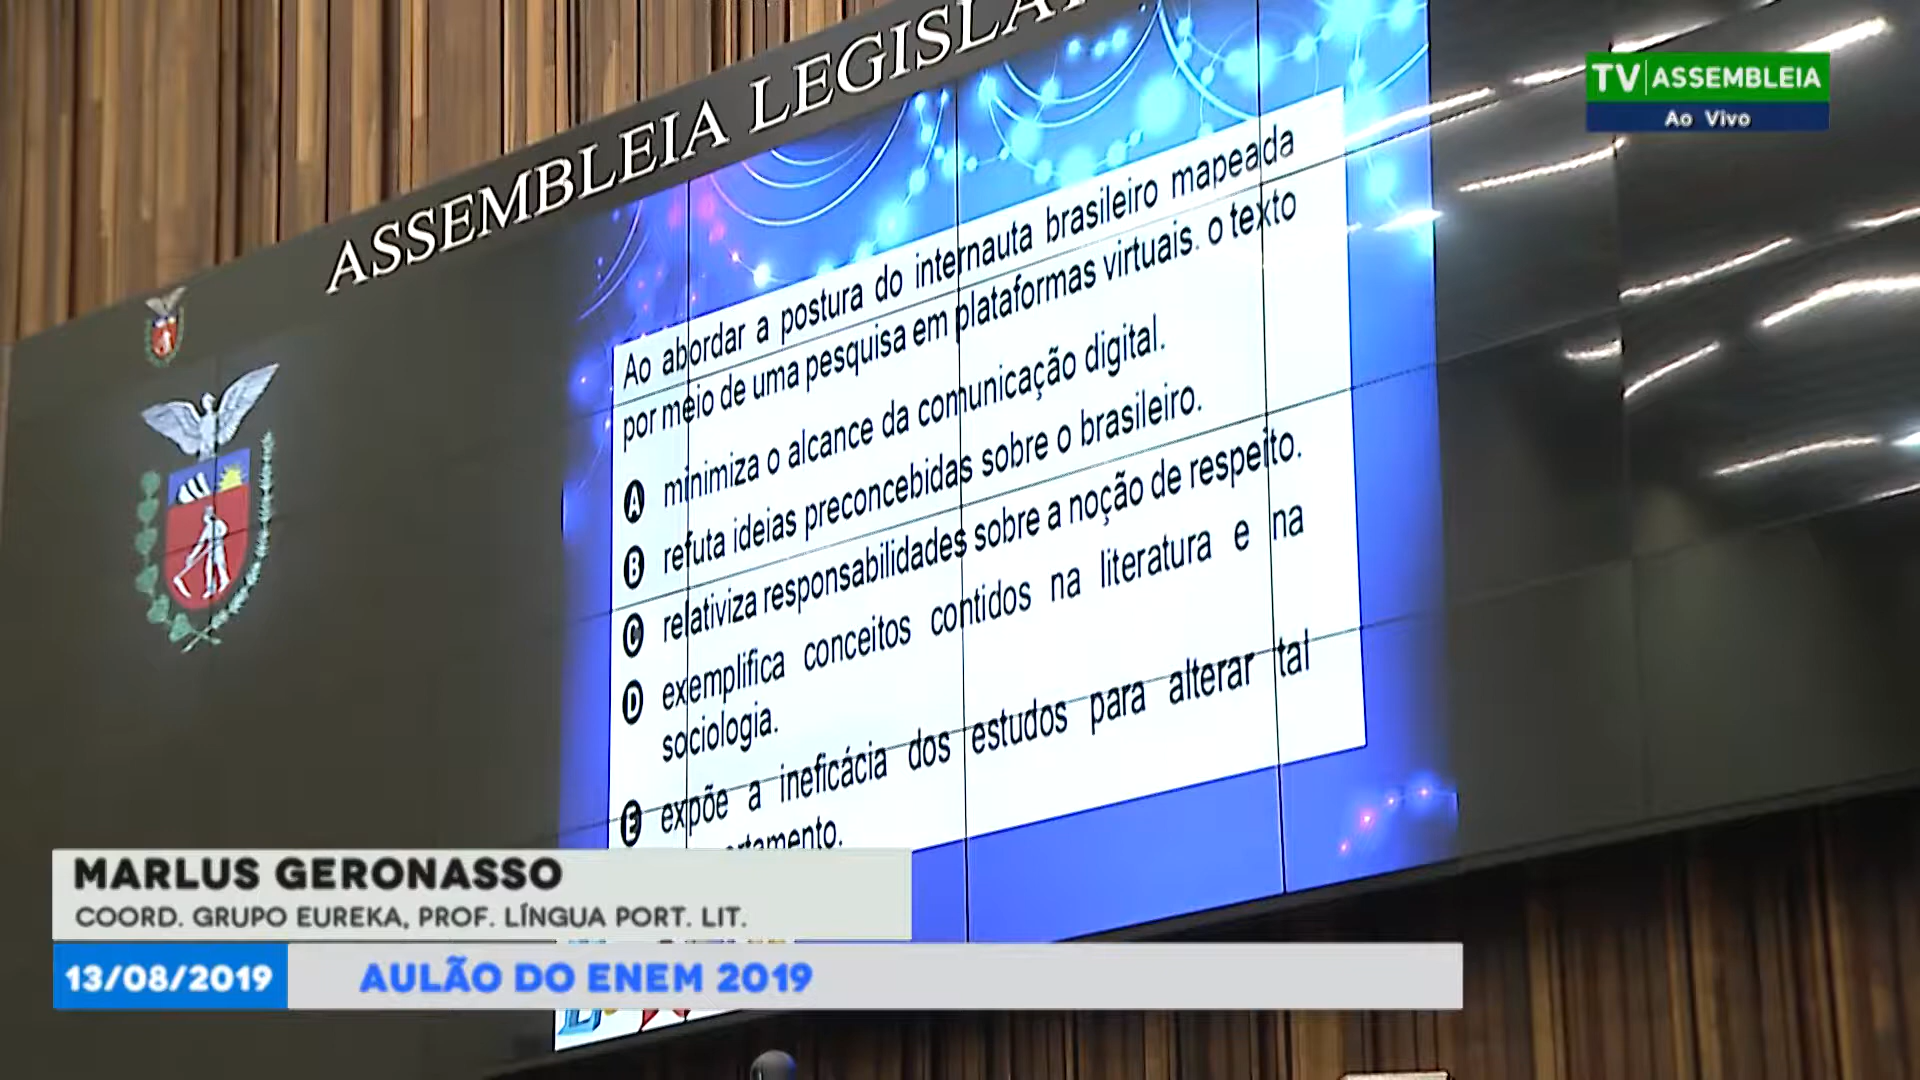 ASSEMBLEIA
TV ASSEMBLEIA
Ao Vivo
Ao abordar a postura do internauta brasileiro mapeada
por meio de uma pesquisa em plataformas virtuais, o texto
A minimiza o alcance da comunicação digital.
B refuta ideias preconcebidas sobre o brasileiro.
C relativiza responsabilidades sobre a noção de respeito.
D exemplifica conceitos contidos na literatura e na
sociologia.
E expõe a ineficácia dos estudos para alterar tal
MARLUS GERONASSO
COORD. GRUPO EUREKA, PROF. LÍNGUA PORT. LIT.
13/08/2019 AULÃO DO ENEM 2019